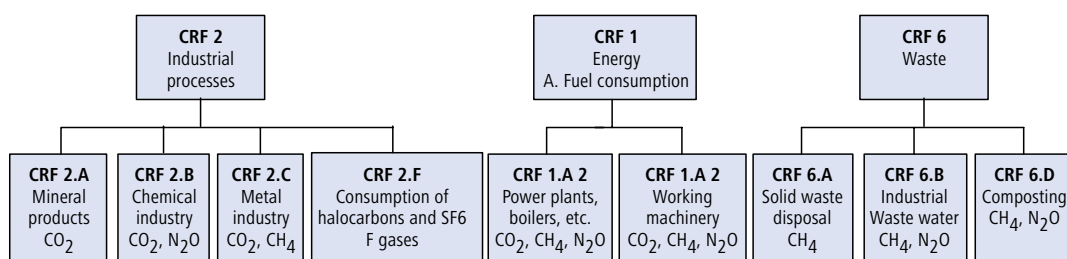 CRF 2
Industrial
processes
CRF 1
Energy
A. Fuel consumption
CRF 6
Waste
CRF 2.A
Mineral
products
CO2
CRF 2.B
Chemical
industry
CO2, N2O
CRF 2.C
Metal
industry
CO2, CH4
CRF 2.F
Consumption of
halocarbons and SF6
F gases
CRF 1.A 2
Power plants,
boilers, etc.
CO2, CH4, N2O
CRF 1.A 2
Working
machinery
CO2, CH4, N2O
CRF 6.A
Solid waste
disposal
CH4
CRF 6.B
Industrial
Waste water
CH4, N2O
CRF 6.D
Composting
CH4, N2O